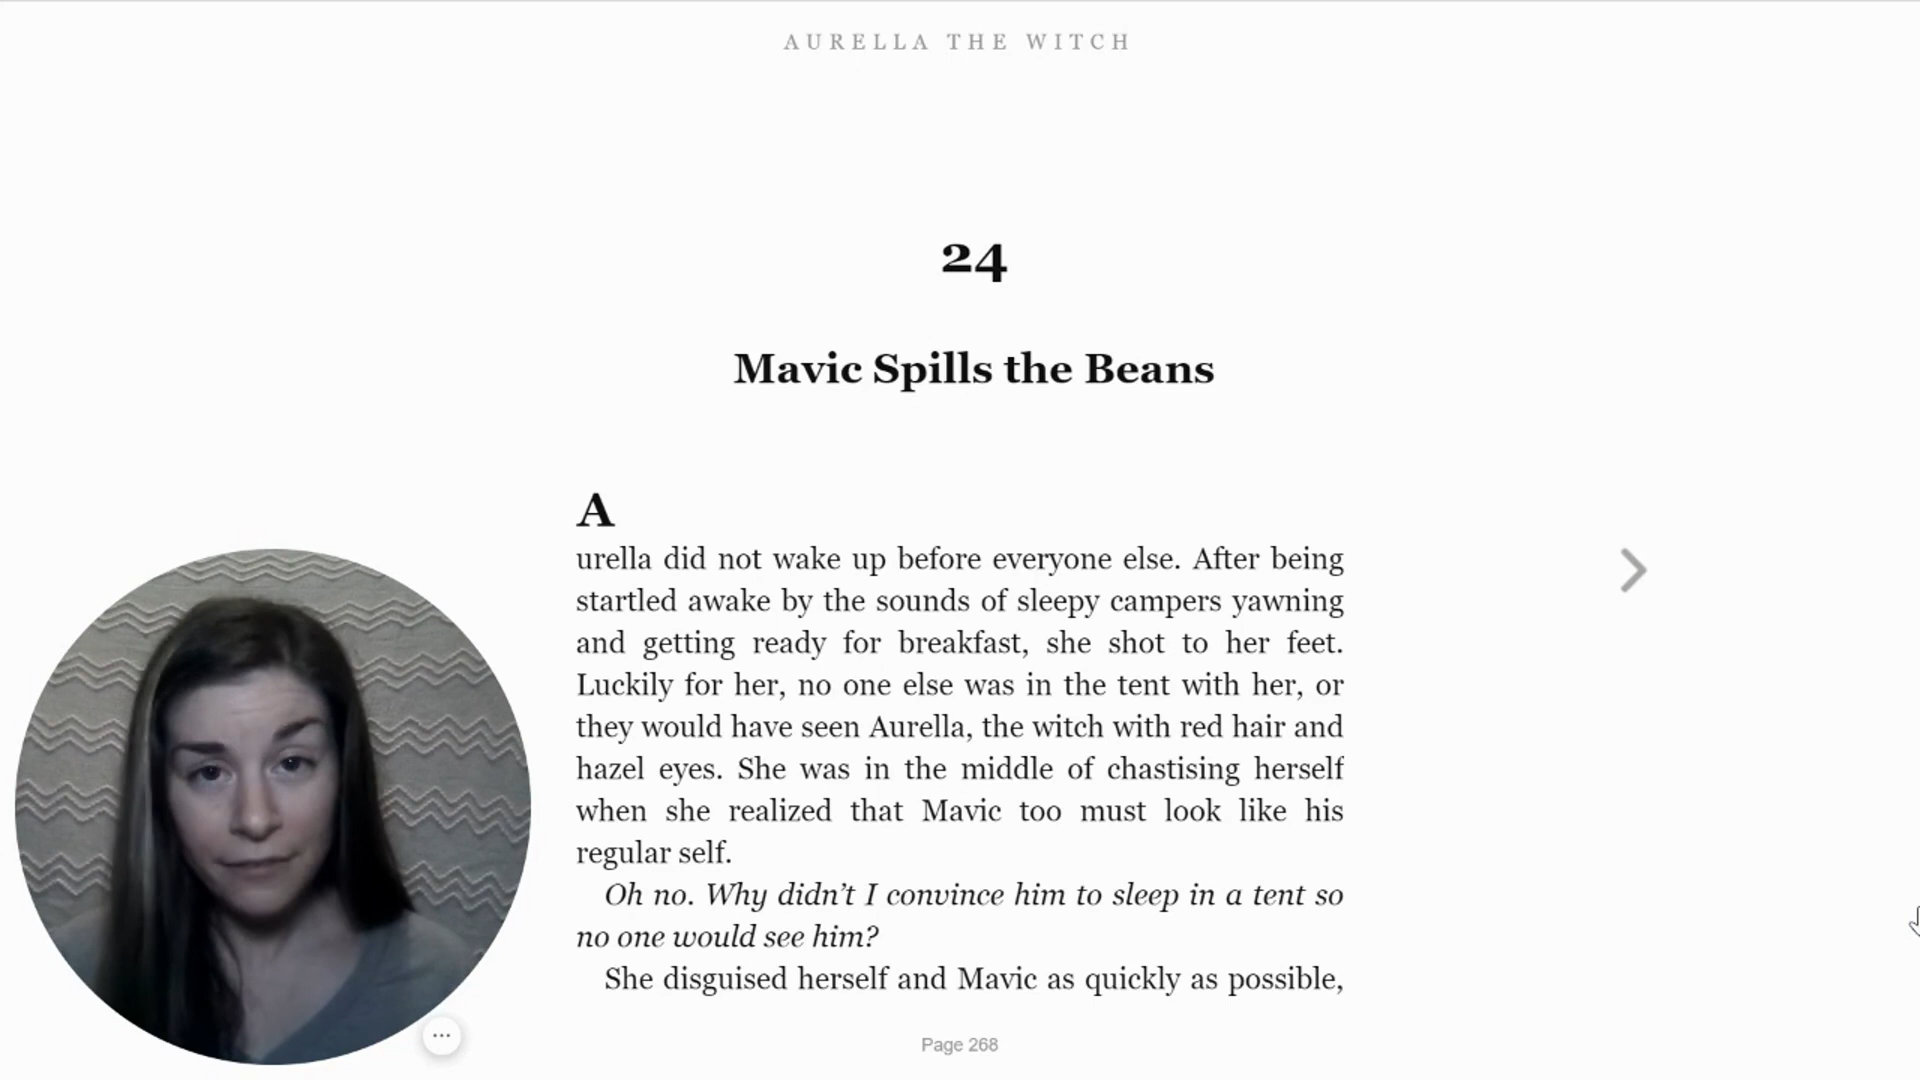 AURELLA THE WITCH
24
Mavic Spills the Beans
A
urella did not wake up before everyone else. After being
startled awake by the sounds of sleepy campers yawning
and getting ready for breakfast, she shot to her feet.
Luckily for her, no one else was in the tent with her, or
they would have seen Aurella, the witch with red hair and
hazel eyes. She was in the middle of chastising herself
when she realized that Mavic too must look like his
regular self.
Oh no. Why didn’t I convince him to sleep in a tent so
no one would see him?
She disguised herself and Mavic as quickly as possible,
Page 268